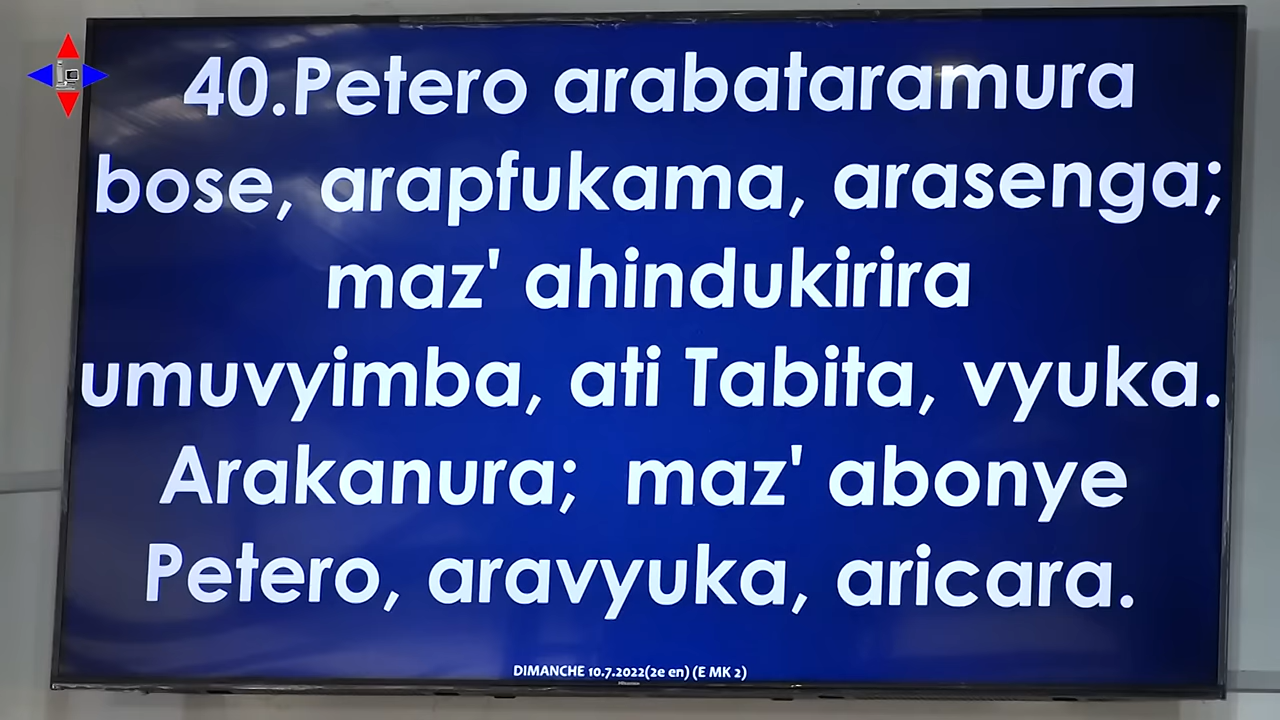 40.Petero arabataramura
bose, arapfukama, arasenga;
maz' ahindukirira
umuvyimba, ati Tabita, vyuka.
Arakanura; maz' abonye
Petero, aravyuka, aricara.
DIMANCHE 10.7.2022(2e en) (E MK 2)
Hisense